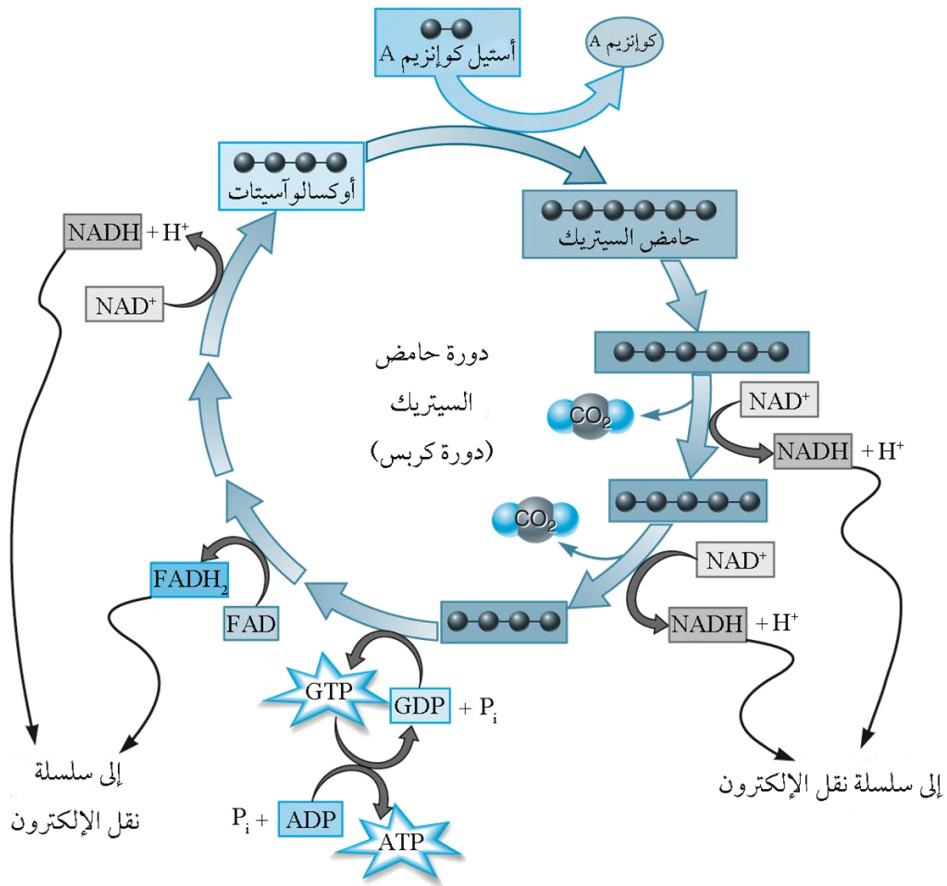 أستيل كوإنزيم A
كوإنزيم A
أوكسالوآسيتات
حامض السيتريك
NADH + H⁺
NAD⁺
دورة حامض
السيتريك
(دورة كربس)
CO₂
NAD⁺
NADH + H⁺
CO₂
NAD⁺
NADH + H⁺
FADH₂
FAD
GTP
GDP + Pᵢ
Pᵢ + ADP
ATP
إلى سلسلة
نقل الإلكترون
إلى سلسلة نقل الإلكترون